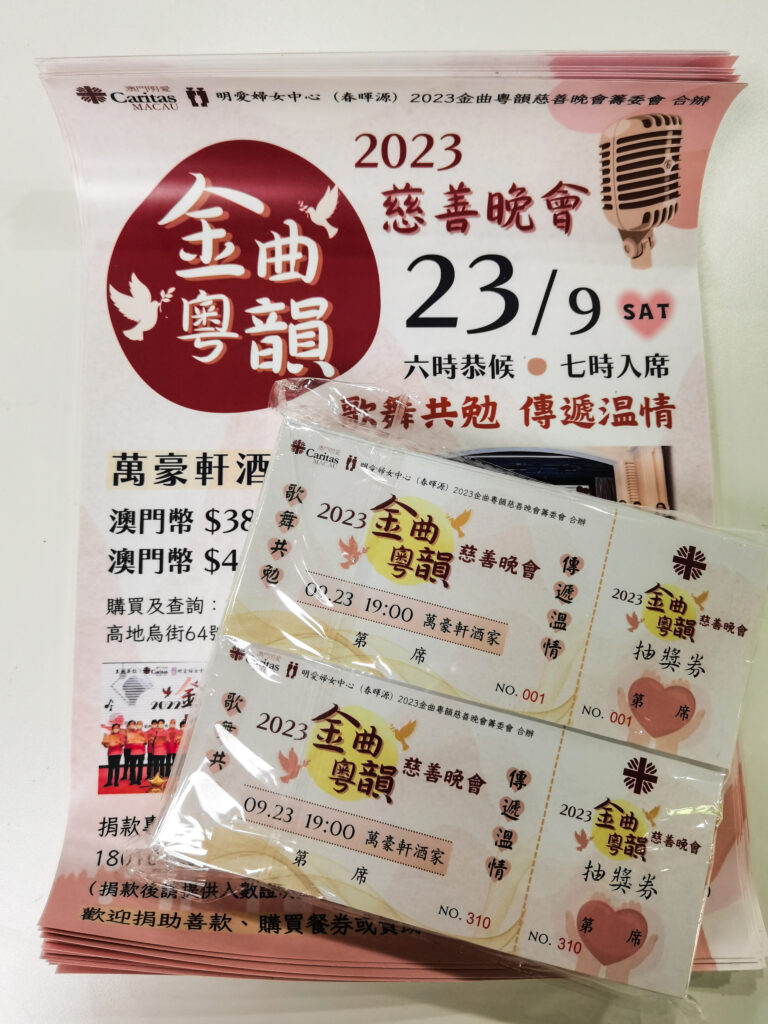 澳門明愛
Caritas
MACAU
明愛婦女中心（春暉源）2023金曲粵韻慈善晚會籌委會 合辦
2023
慈善晚會
金曲
粵韻
23/9 SAT
六時恭候 七時入席
歌舞共勉 傳遞温情
萬豪軒酒
澳門幣 $38
澳門幣 $4
購買及查詢：
高地烏街64號
Caritas
2022
捐款專
（捐款後請提供入數證
歡迎捐助善款、購買餐券或
澳門明愛
Caritas
MACAU
明愛婦女中心（春暉源）2023金曲粵韻慈善晚會籌委會 合辦
歌舞共勉
2023
金曲
粵韻
慈善晚會
傳遞温情
09.23 19:00 萬豪軒酒家
第 席
NO. 001
2023
金曲
粵韻
慈善晚會
抽獎券
第 席
NO. 001
Caritas
MACAU
明愛婦女中心（春暉源）2023金曲粵韻慈善晚會籌委會 合辦
歌舞共
2023
金曲
粵韻
慈善晚會
傳遞温情
09.23 19:00 萬豪軒酒家
第 席
NO. 310
2023
金曲
粵韻
慈善晚會
抽獎券
第 席
NO. 310